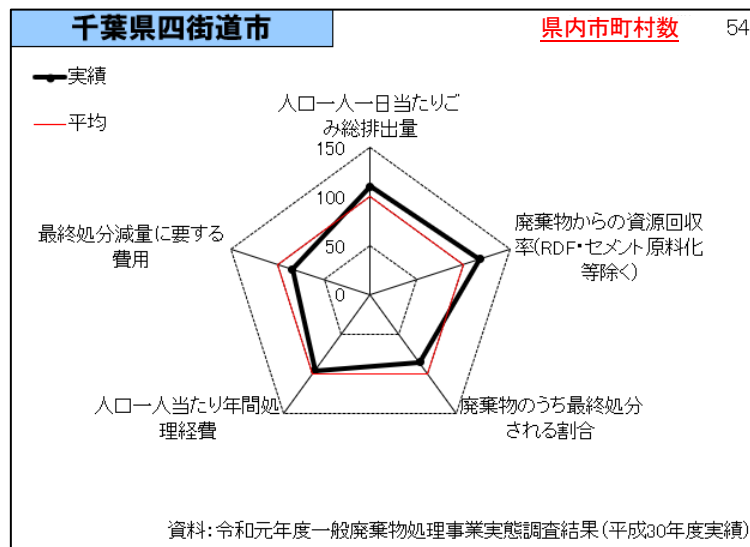 千葉県四街道市
県内市町村数 54
実績
平均
人口一人一日当たりご
み総排出量
150
100
50
0
廃棄物からの資源回収
率(RDF・セメント原料化
等除く)
廃棄物のうち最終処分
される割合
人口一人当たり年間処
理経費
最終処分減量に要する
費用
資料:令和元年度一般廃棄物処理事業実態調査結果(平成30年度実績)